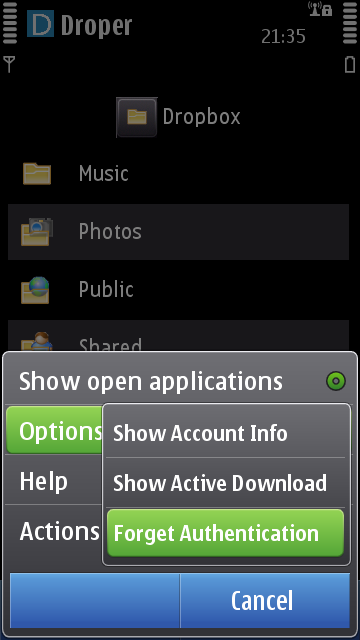 D Droper
21:35
Dropbox
Music
Photos
Public
Shared
Show open applications
Options
Show Account Info
Show Active Download
Help
Forget Authentication
Actions
Cancel